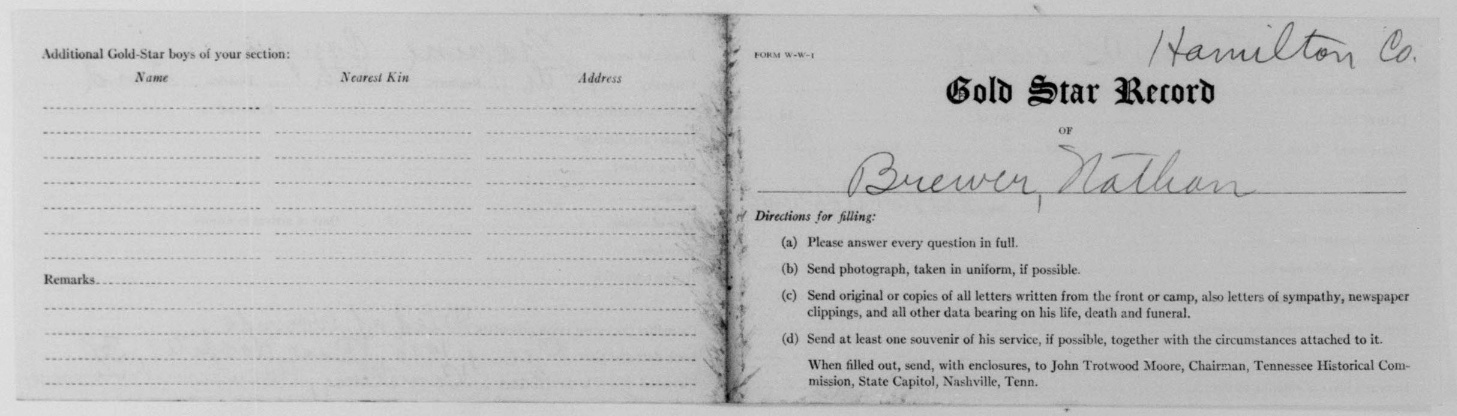 Additional Gold-Star boys of your section:
Name Nearest Kin Address
Remarks
Hamilton Co.
FORM W-W-1
Gold Star Record
OF
Brewer, Nathan
Directions for filling:
(a) Please answer every question in full.
(b) Send photograph, taken in uniform, if possible.
(c) Send original or copies of all letters written from the front or camp, also letters of sympathy, newspaper
clippings, and all other data bearing on his life, death and funeral.
(d) Send at least one souvenir of his service, if possible, together with the circumstances attached to it.
When filled out, send, with enclosures, to John Trotwood Moore, Chairman, Tennessee Historical Com-
mission, State Capitol, Nashville, Tenn.